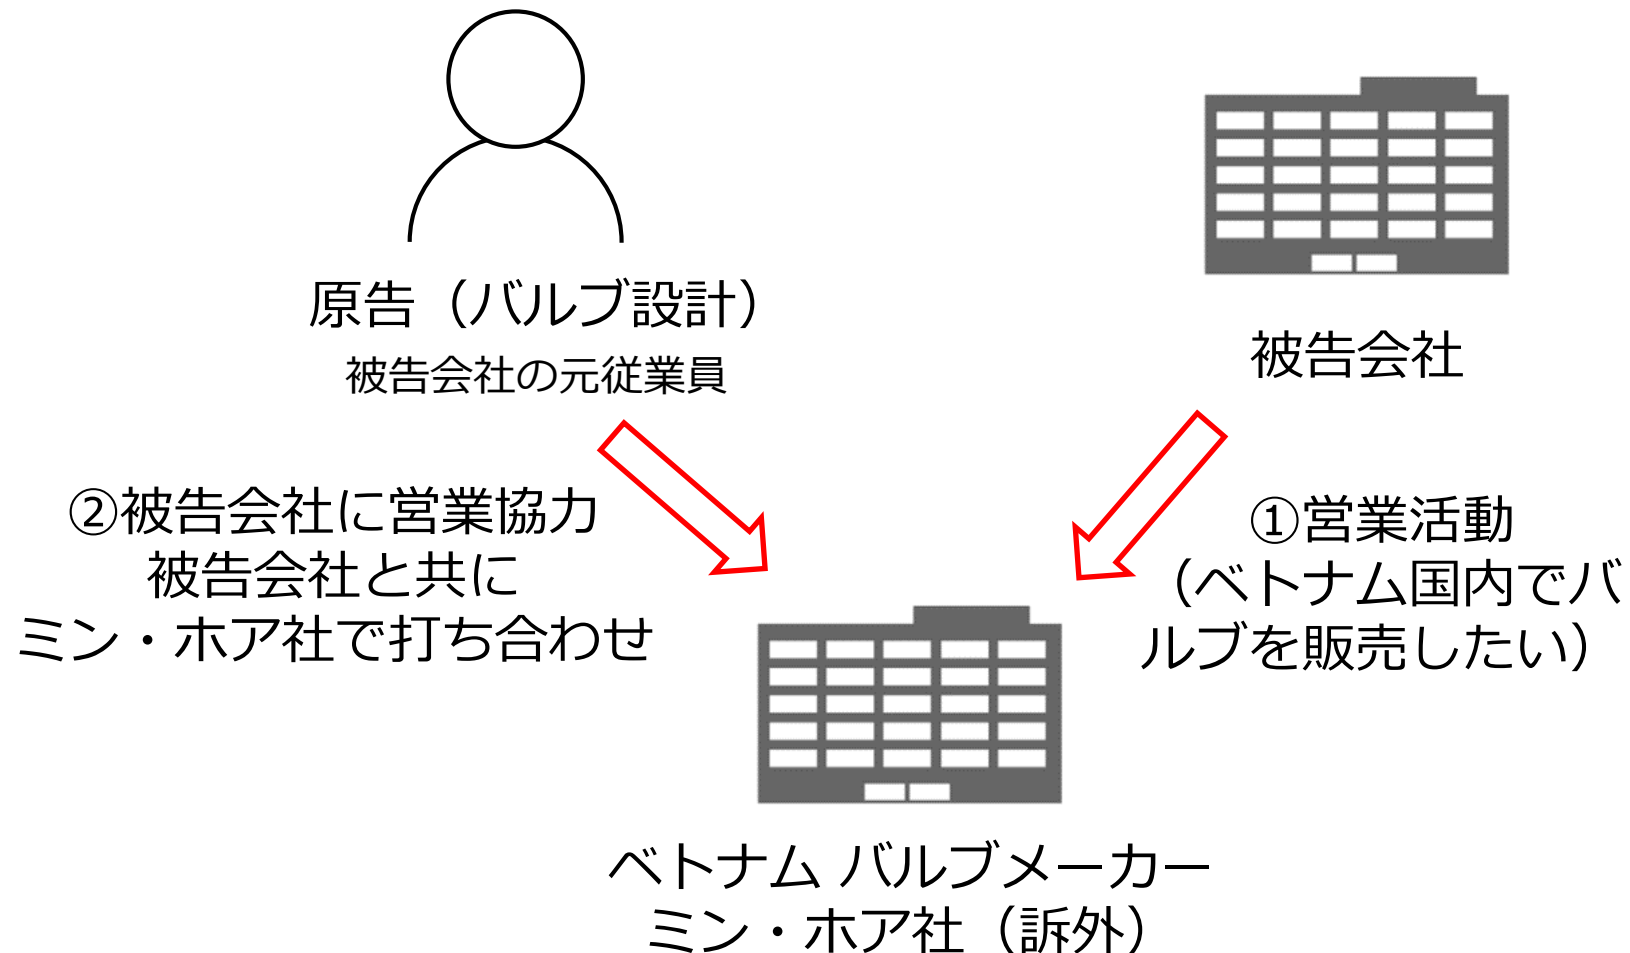 原告（バルブ設計）
被告会社の元従業員
被告会社
②被告会社に営業協力
被告会社と共に
ミン・ホア社で打ち合わせ
①営業活動
（ベトナム国内でバ
ルブを販売したい）
ベトナム バルブメーカー
ミン・ホア社（訴外）